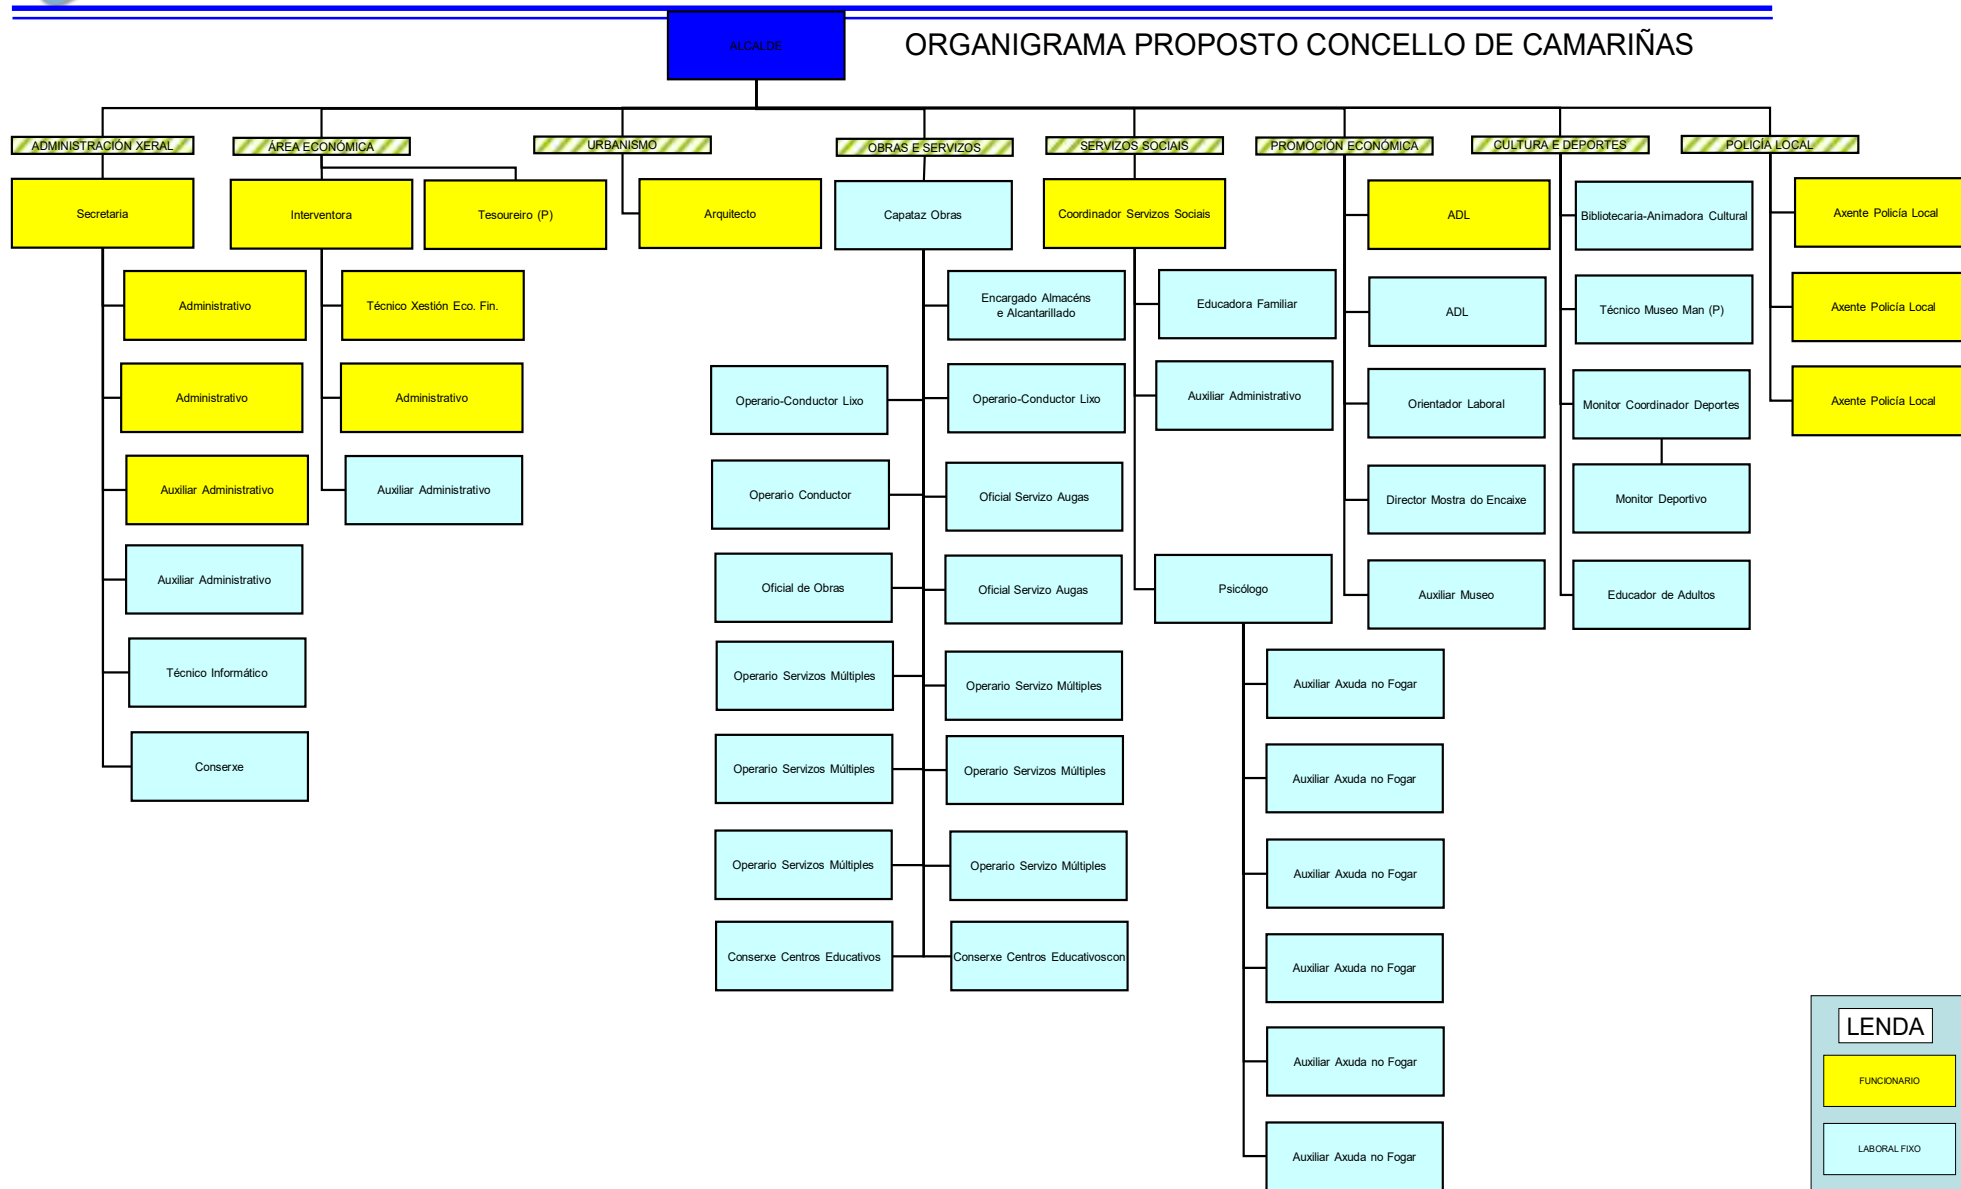 ALCALDE
ORGANIGRAMA PROPOSTO CONCELLO DE CAMARIÑAS
ADMINISTRACIÓN XERAL
ÁREA ECONÓMICA
URBANISMO
OBRAS E SERVIZOS
SERVIZOS SOCIAIS
PROMOCIÓN ECONÓMICA
CULTURA E DEPORTES
POLICÍA LOCAL
Secretaria
Administrativo
Administrativo
Auxiliar Administrativo
Auxiliar Administrativo
Técnico Informático
Conserxe
Interventora
Tesoureiro (P)
Técnico Xestión Eco. Fin.
Administrativo
Auxiliar Administrativo
Arquitecto
Capataz Obras
Encargado Almacéns
e Alcantarillado
Operario-Conductor Lixo
Operario-Conductor Lixo
Operario Conductor
Oficial Servizo Augas
Oficial de Obras
Oficial Servizo Augas
Operario Servizos Múltiples
Operario Servizo Múltiples
Operario Servizos Múltiples
Operario Servizos Múltiples
Operario Servizos Múltiples
Operario Servizo Múltiples
Conserxe Centros Educativos
Conserxe Centros Educativoscon
Coordinador Servizos Sociais
Educadora Familiar
Auxiliar Administrativo
Psicólogo
Auxiliar Axuda no Fogar
Auxiliar Axuda no Fogar
Auxiliar Axuda no Fogar
Auxiliar Axuda no Fogar
Auxiliar Axuda no Fogar
Auxiliar Axuda no Fogar
ADL
ADL
Orientador Laboral
Director Mostra do Encaixe
Auxiliar Museo
Bibliotecaria-Animadora Cultural
Técnico Museo Man (P)
Monitor Coordinador Deportes
Monitor Deportivo
Educador de Adultos
Axente Policía Local
Axente Policía Local
Axente Policía Local
LENDA
FUNCIONARIO
LABORAL FIXO